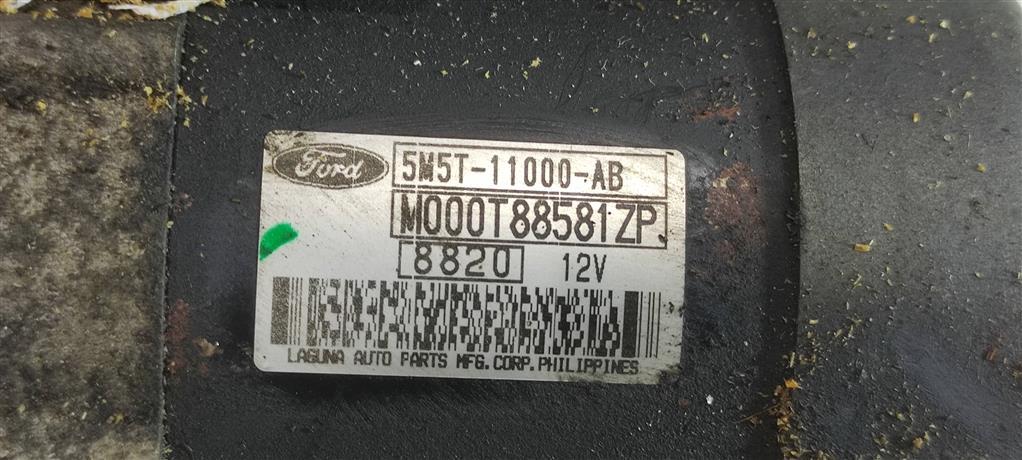 Ford 5M5T-11000-AB
M000T88581ZP
8820 12V
LAGUNA AUTO PARTS MFG.CORP.PHILIPPINES